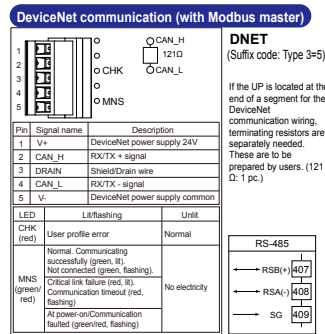 DeviceNet communication (with Modbus master)
1
2
3
4
5
CHK
MNS
CAN_H
121Ω
CAN_L
DNET
(Suffix code: Type 3=5)
If the UP is located at the
end of a segment for the
DeviceNet
communication wiring,
terminating resistors are
separately needed.
These are to be
prepared by users. (121
Ω: 1 pc.)
Pin Signal name Description
1 V+ DeviceNet power supply 24V
2 CAN_H RX/TX + signal
3 DRAIN Shield/Drain wire
4 CAN_L RX/TX - signal
5 V- DeviceNet power supply common
LED Lit/flashing Unlit
CHK (red) User profile error Normal
MNS (green/ red)
Normal. Communicating
successfully (green, lit).
Not connected (green, flashing).
Critical link failure (red, lit).
Communication timeout (red,
flashing)
At power-on/Communication
faulted (green/red, flashing)
No electricity
RS-485
RSB(+) 407
RSA(-) 408
SG 409